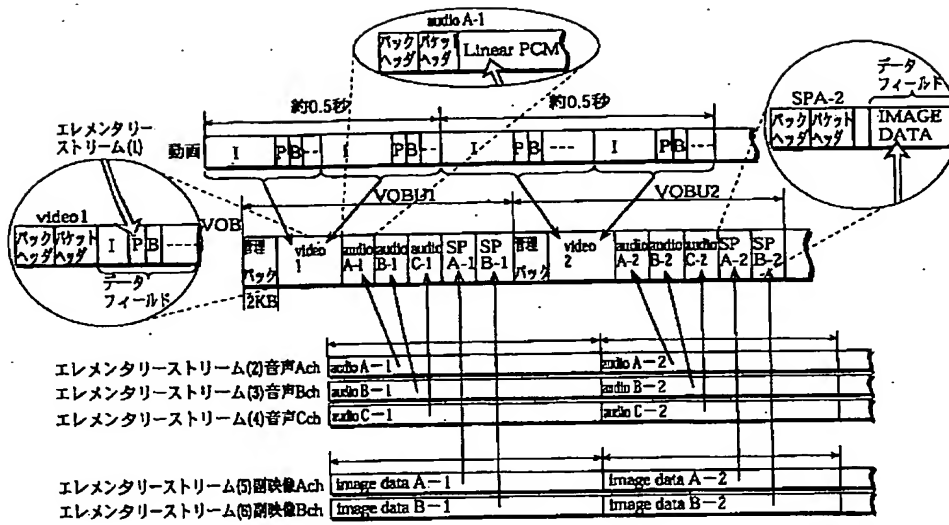 audio A-1
パック ヘッダ
パケット ヘッダ
Linear PCM
約0.5秒
約0.5秒
SPA-2
データ フィールド
パック ヘッダ
パケット ヘッダ
IMAGE DATA
エレメンタリー
ストリーム(1)
動画
I P B ---- I P B --- I P B ---- I P B ---
VOBU1
VOBU2
video 1
パック ヘッダ
パケット ヘッダ
I P B ----
データ
フィールド
VOB
管理 パック
video 1
audio A-1
audio B-1
audio C-1
SP A-1
SP B-1
管理 パック
video 2
audio A-2
audio B-2
audio C-2
SP A-2
SP B-2
2KB
エレメンタリーストリーム(2)音声Ach audio A-1 audio A-2
エレメンタリーストリーム(3)音声Bch audio B-1 audio B-2
エレメンタリーストリーム(4)音声Cch audio C-1 audio C-2
エレメンタリーストリーム(5)副映像Ach image data A-1 image data A-2
エレメンタリーストリーム(6)副映像Bch image data B-1 image data B-2